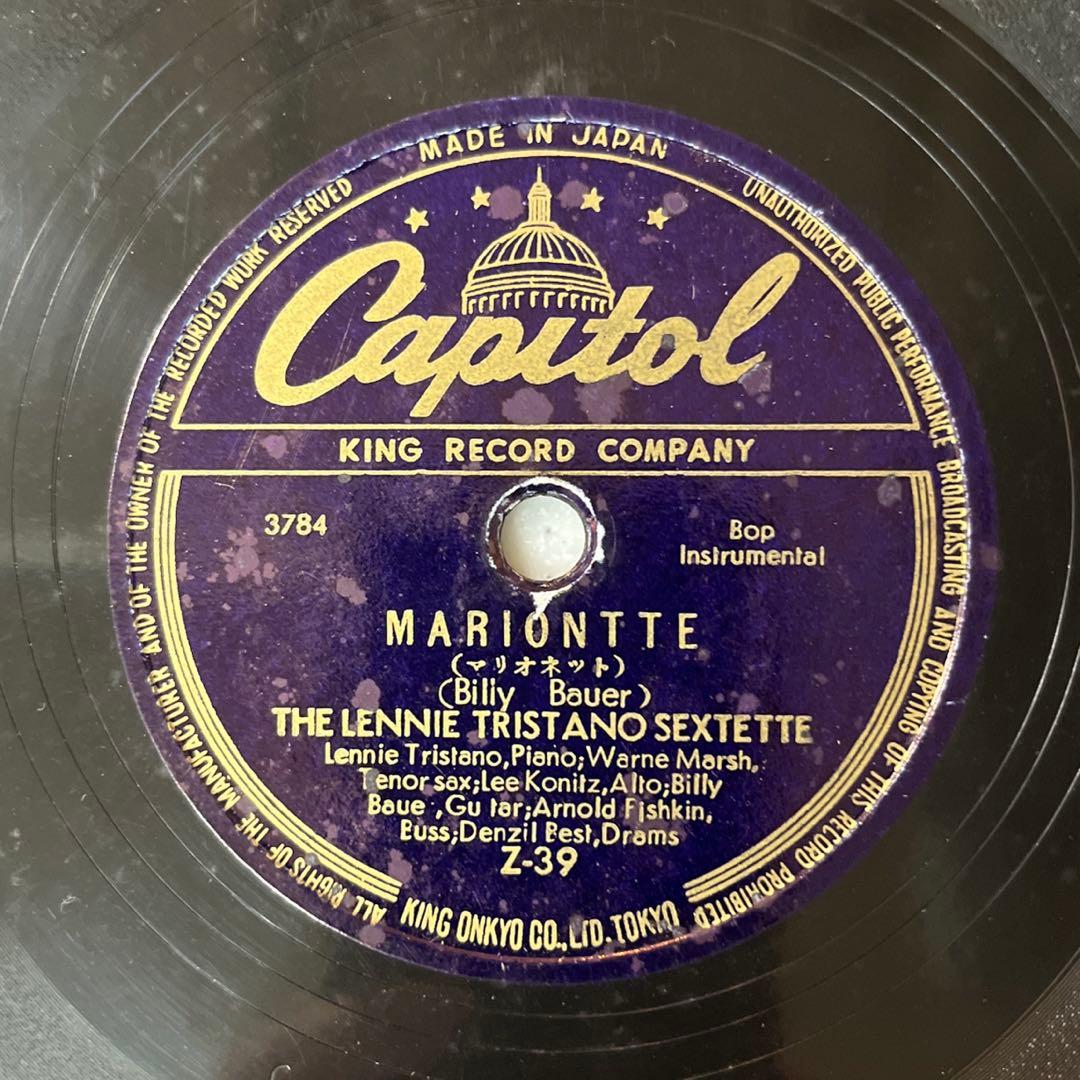 MADE IN JAPAN
Capitol
KING RECORD COMPANY
3784
Bop
Instrumental
MARIONTTE
(マリオネット)
(Billy Bauer)
THE LENNIE TRISTANO SEXTETTE
Lennie Tristano,Piano;Warne Marsh,
Tenor sax;Lee Konitz,Alto;Billy
Baue ,Gu tar;Arnold Fishkin,
Buss;Denzil Best,Drams
Z-39
KING ONKYO CO.,LTD. TOKYO
ALL RIGHTS OF THE MANUFACTURER AND OF THE OWNER OF THE RECORDED WORK RESERVED
UNAUTHORIZED PUBLIC PERFORMANCE BROADCASTING AND COPYING OF THIS RECORD PROHIBITED